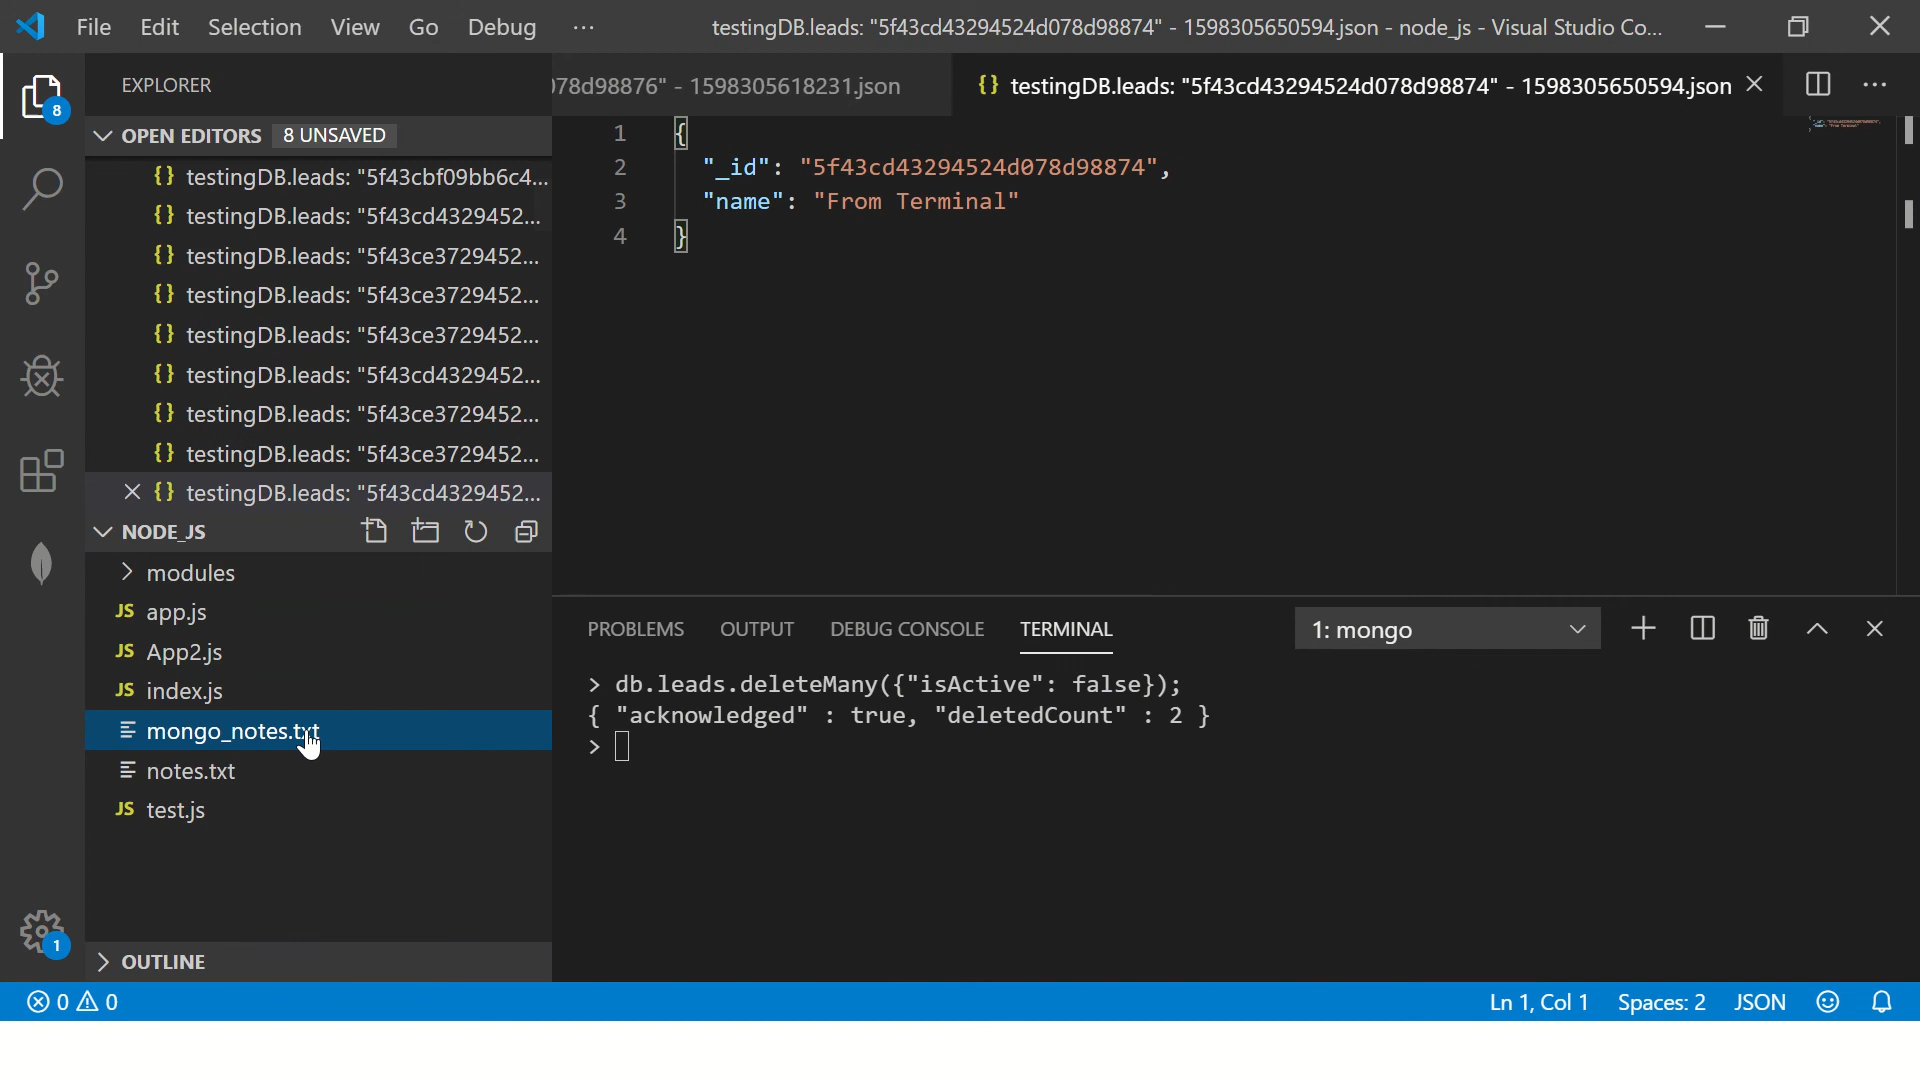 File Edit Selection View Go Debug ··· testingDB.leads: "5f43cd43294524d078d98874" - 1598305650594.json - node_js - Visual Studio Co...
EXPLORER
8
OPEN EDITORS 8 UNSAVED
{} testingDB.leads: "5f43cbf09bb6c4...
{} testingDB.leads: "5f43cd4329452...
{} testingDB.leads: "5f43ce3729452...
{} testingDB.leads: "5f43ce3729452...
{} testingDB.leads: "5f43ce3729452...
{} testingDB.leads: "5f43cd4329452...
{} testingDB.leads: "5f43ce3729452...
{} testingDB.leads: "5f43ce3729452...
{} testingDB.leads: "5f43cd4329452...
NODE_JS
modules
JS app.js
JS App2.js
JS index.js
mongo_notes.txt
notes.txt
JS test.js
1
OUTLINE
78d98876" - 1598305618231.json
{} testingDB.leads: "5f43cd43294524d078d98874" - 1598305650594.json
1 {
2 "_id": "5f43cd43294524d078d98874",
3 "name": "From Terminal"
4 }
PROBLEMS OUTPUT DEBUG CONSOLE TERMINAL 1: mongo
> db.leads.deleteMany({"isActive": false});
{ "acknowledged" : true, "deletedCount" : 2 }
>
0 0 Ln 1, Col 1 Spaces: 2 JSON